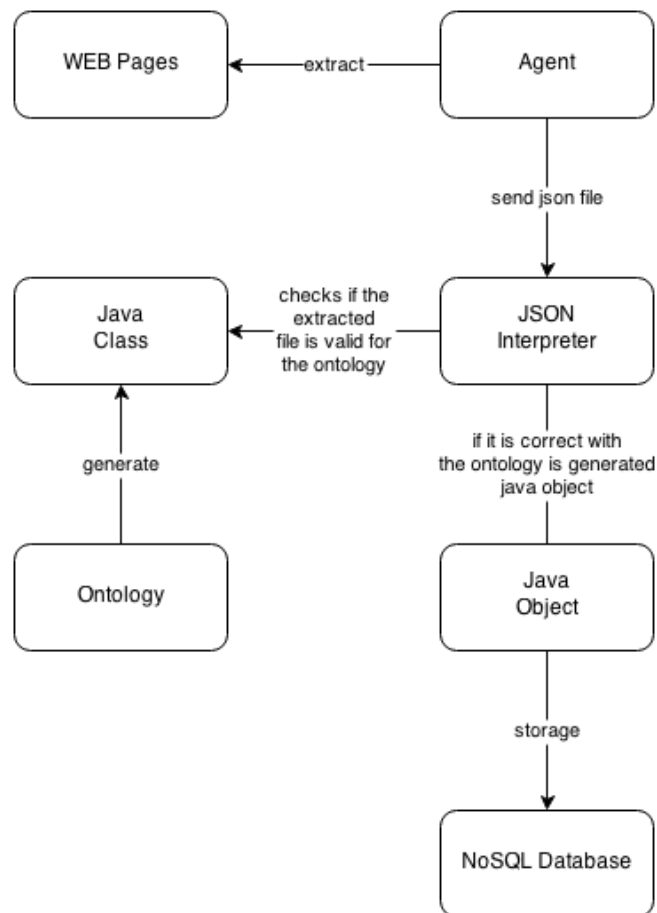 WEB Pages
extract
Agent
send json file
Java
Class
checks if the
extracted
file is valid for
the ontology
JSON
Interpreter
generate
if it is correct with
the ontology is generated
java object
Ontology
Java
Object
storage
NoSQL Database